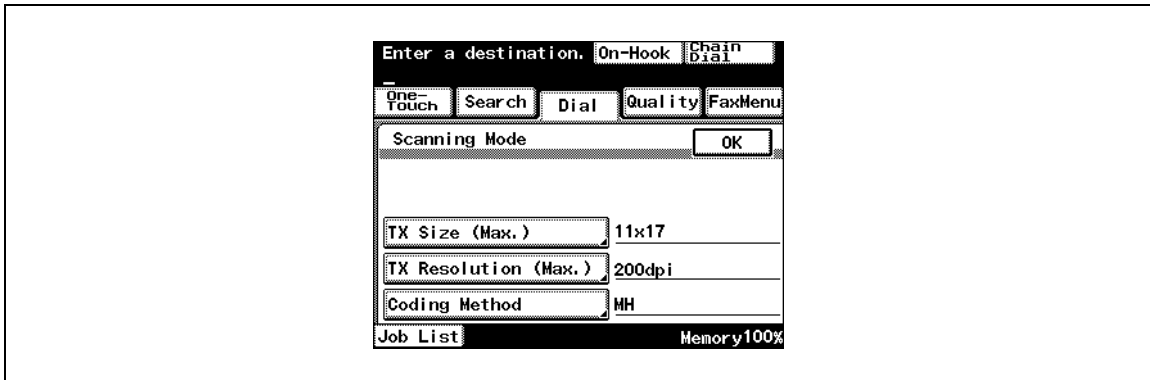 Enter a destination. On-Hook Chain Dial
One-Touch Search Dial Quality FaxMenu
Scanning Mode OK
TX Size (Max.) 11x17
TX Resolution (Max.) 200dpi
Coding Method MH
Job List Memory100%